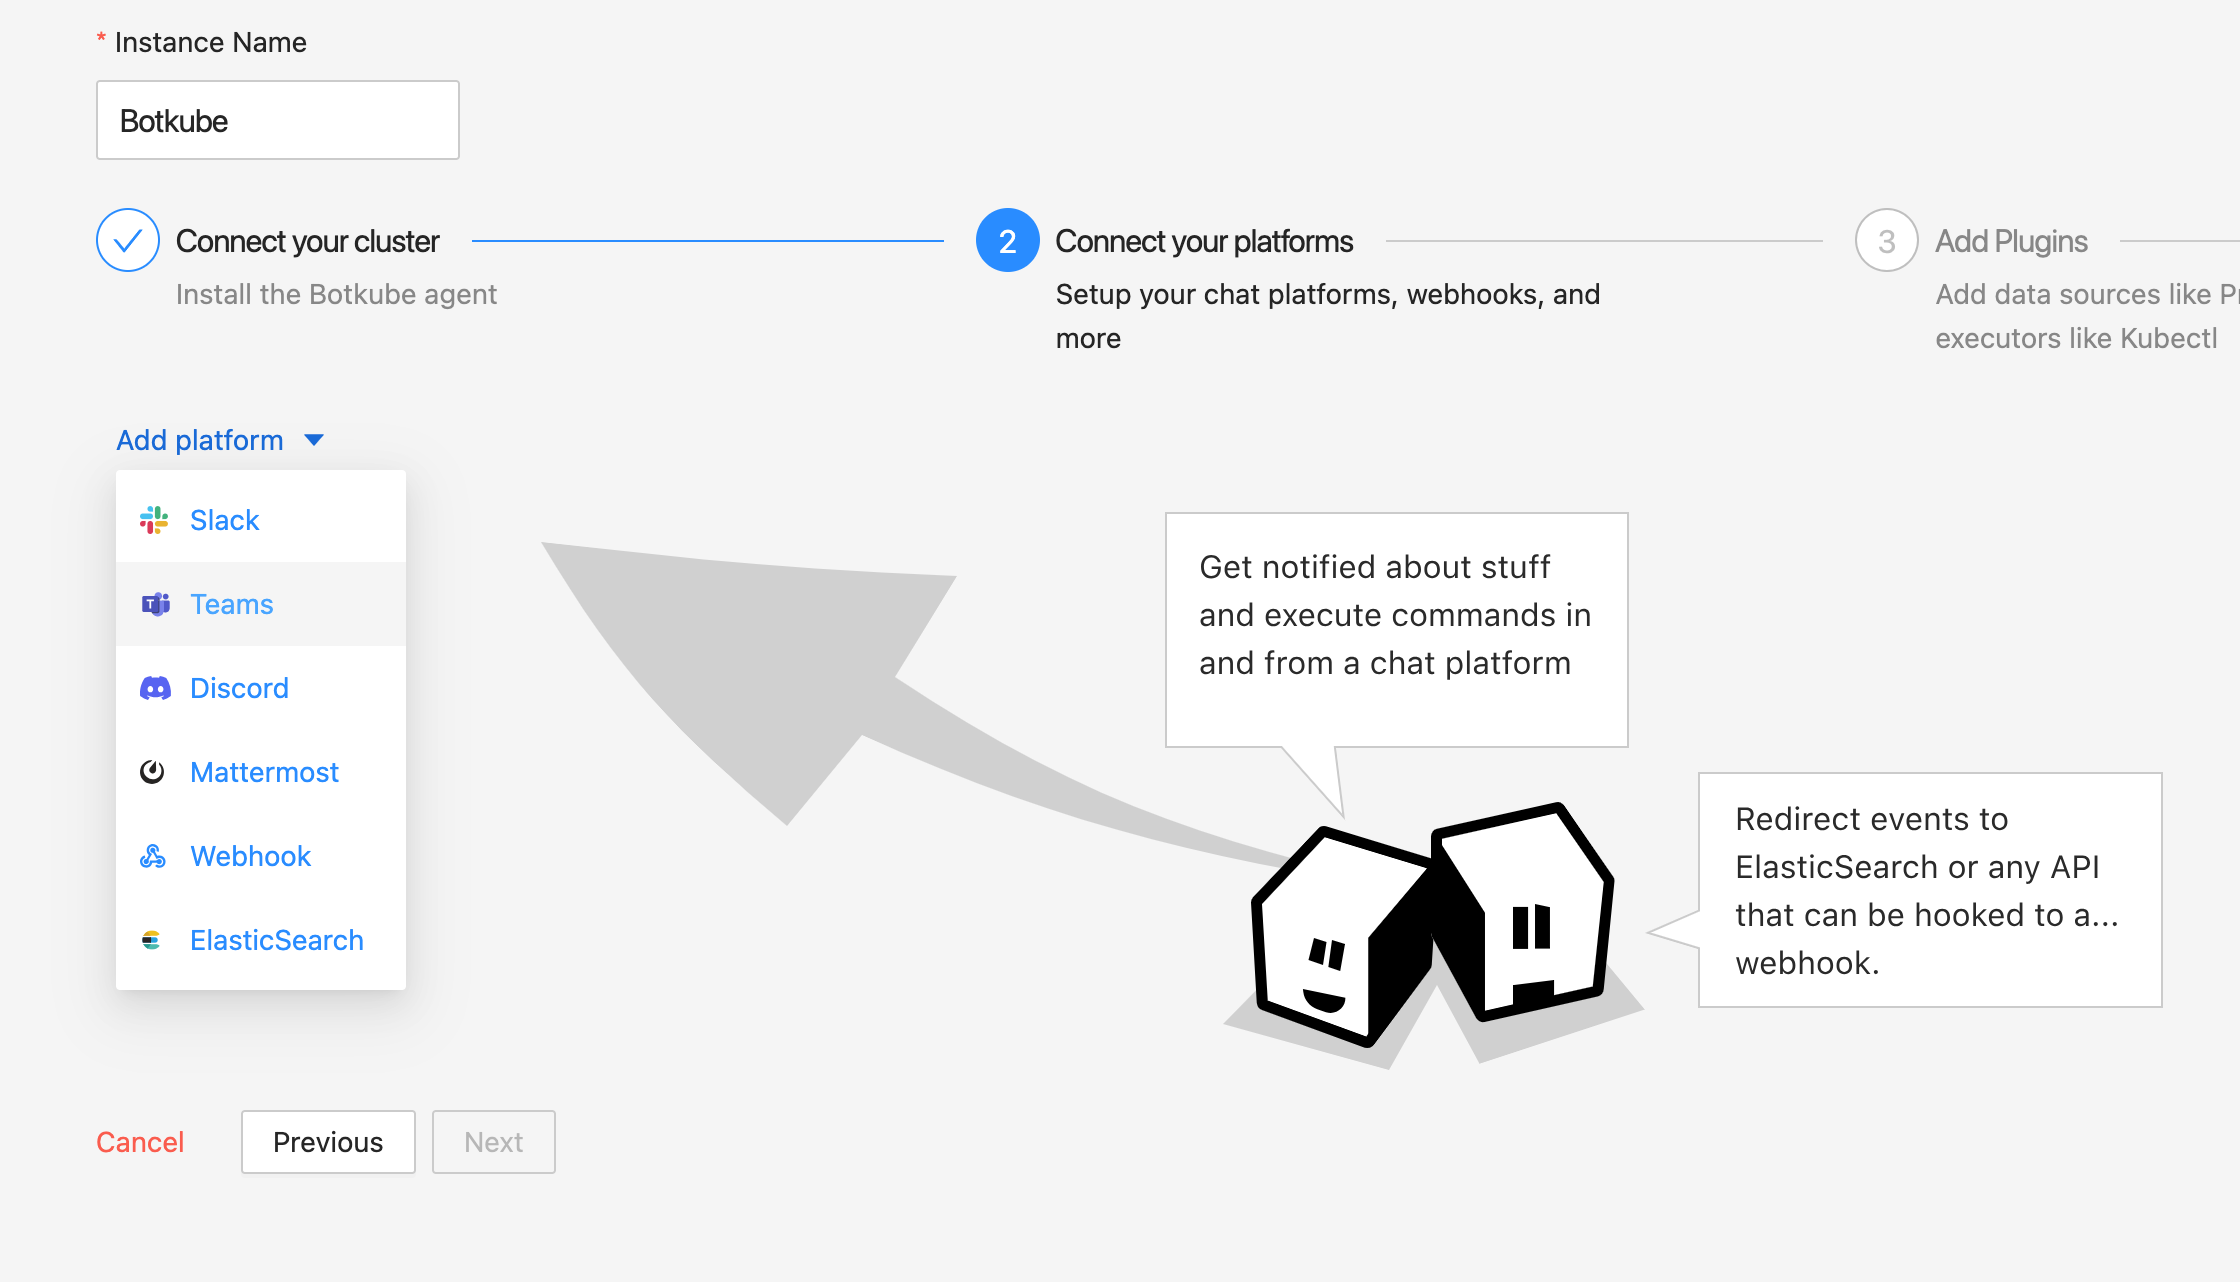 * Instance Name
Botkube
Connect your cluster
Install the Botkube agent
2
Connect your platforms
Setup your chat platforms, webhooks, and
more
3
Add Plugins
Add data sources like P
executors like Kubectl
Add platform
Slack
Teams
Discord
Mattermost
Webhook
ElasticSearch
Get notified about stuff
and execute commands in
and from a chat platform
Redirect events to
ElasticSearch or any API
that can be hooked to a...
webhook.
Cancel
Previous
Next